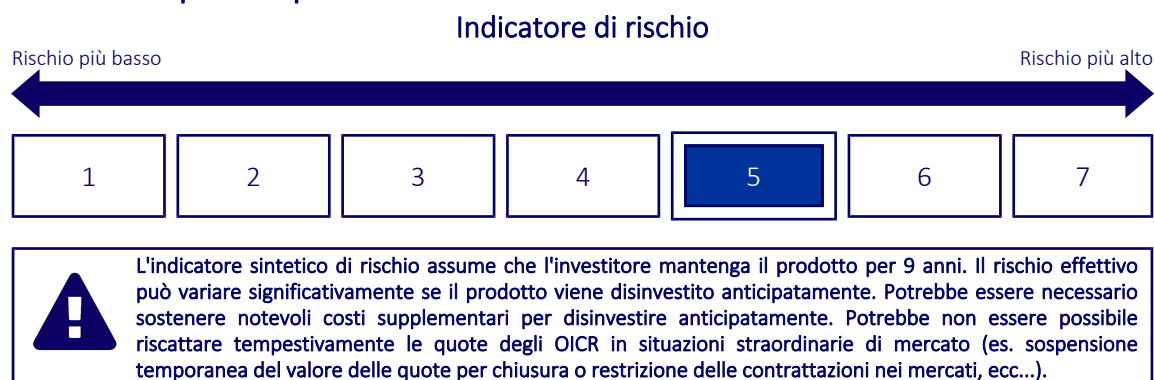 Indicatore di rischio
Rischio più basso
Rischio più alto
1
2
3
4
5
6
7
L'indicatore sintetico di rischio assume che l'investitore mantenga il prodotto per 9 anni. Il rischio effettivo
può variare significativamente se il prodotto viene disinvestito anticipatamente. Potrebbe essere necessario
sostenere notevoli costi supplementari per disinvestire anticipatamente. Potrebbe non essere possibile
riscattare tempestivamente le quote degli OICR in situazioni straordinarie di mercato (es. sospensione
temporanea del valore delle quote per chiusura o restrizione delle contrattazioni nei mercati, ecc...).